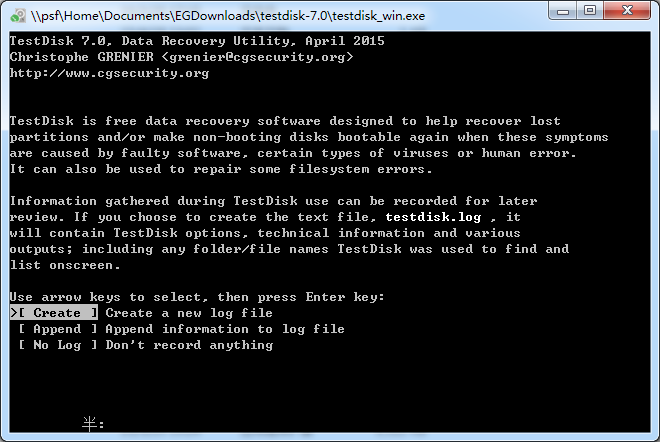 \\psf\Home\Documents\EGDownloads\testdisk-7.0\testdisk_win.exe
TestDisk 7.0, Data Recovery Utility, April 2015
Christophe GRENIER <grenier@cgsecurity.org>
http://www.cgsecurity.org
TestDisk is free data recovery software designed to help recover lost
partitions and/or make non-booting disks bootable again when these symptoms
are caused by faulty software, certain types of viruses or human error.
It can also be used to repair some filesystem errors.
Information gathered during TestDisk use can be recorded for later
review. If you choose to create the text file, testdisk.log , it
will contain TestDisk options, technical information and various
outputs; including any folder/file names TestDisk was used to find and
list onscreen.
Use arrow keys to select, then press Enter key:
>[ Create ] Create a new log file
[ Append ] Append information to log file
[ No Log ] Don't record anything
半: